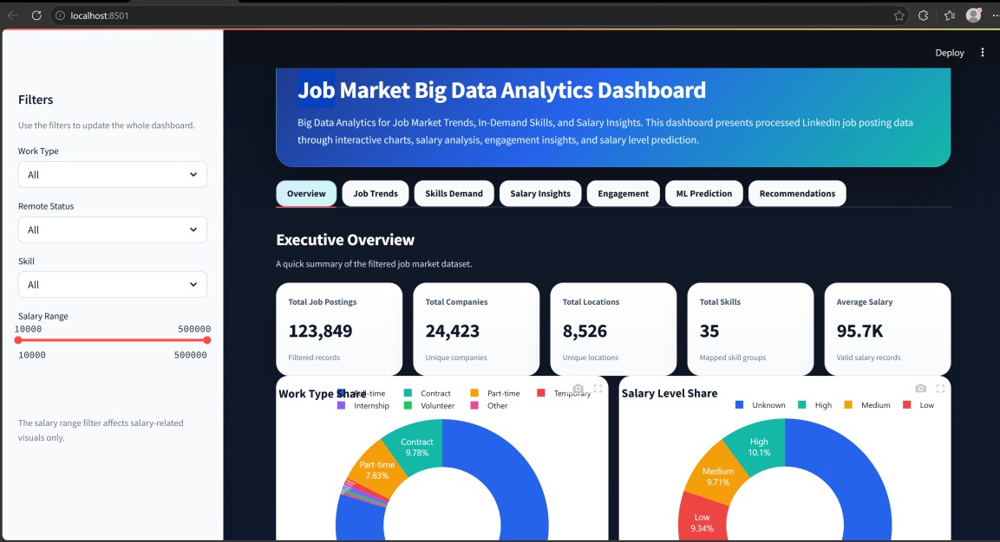 localhost:8501
Deploy
Filters
Use the filters to update the whole dashboard.
Work Type
All
Remote Status
All
Skill
All
Salary Range
10000 500000
10000 500000
The salary range filter affects salary-related
visuals only.
Job Market Big Data Analytics Dashboard
Big Data Analytics for Job Market Trends, In-Demand Skills, and Salary Insights. This dashboard presents processed LinkedIn job posting data
through interactive charts, salary analysis, engagement insights, and salary level prediction.
Overview Job Trends Skills Demand Salary Insights Engagement ML Prediction Recommendations
Executive Overview
A quick summary of the filtered job market dataset.
Total Job Postings
123,849
Filtered records
Total Companies
24,423
Unique companies
Total Locations
8,526
Unique locations
Total Skills
35
Mapped skill groups
Average Salary
95.7K
Valid salary records
Work Type Share
Full-time Contract Part-time Temporary
Internship Volunteer Other
Contract
9.78%
Part-time
7.83%
Salary Level Share
Unknown High Medium Low
High
10.1%
Medium
9.71%
Low
9.34%